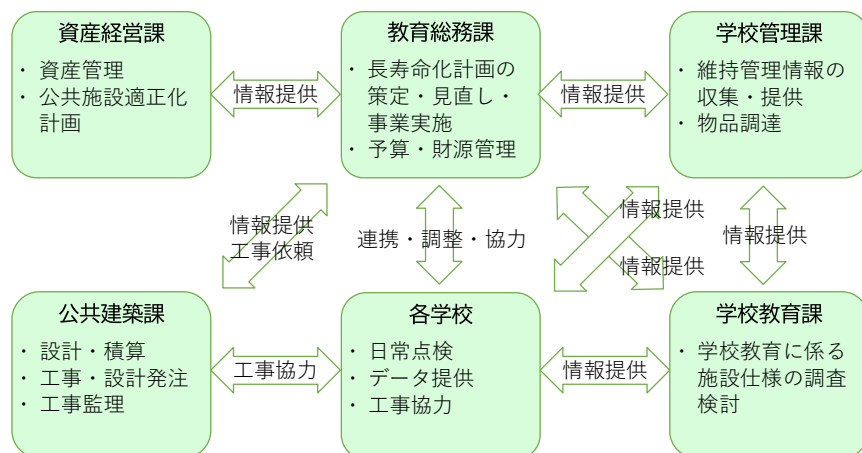 資産経営課
・ 資産管理
・ 公共施設適正化
計画
情報提供
教育総務課
・ 長寿命化計画の
策定・見直し・
事業実施
・ 予算・財源管理
情報提供
学校管理課
・ 維持管理情報の
収集・提供
・ 物品調達
情報提供
工事依頼
連携・調整・協力
情報提供
情報提供
情報提供
公共建築課
・ 設計・積算
・ 工事・設計発注
・ 工事監理
工事協力
各学校
・ 日常点検
・ データ提供
・ 工事協力
情報提供
学校教育課
・ 学校教育に係る
施設仕様の調査
検討